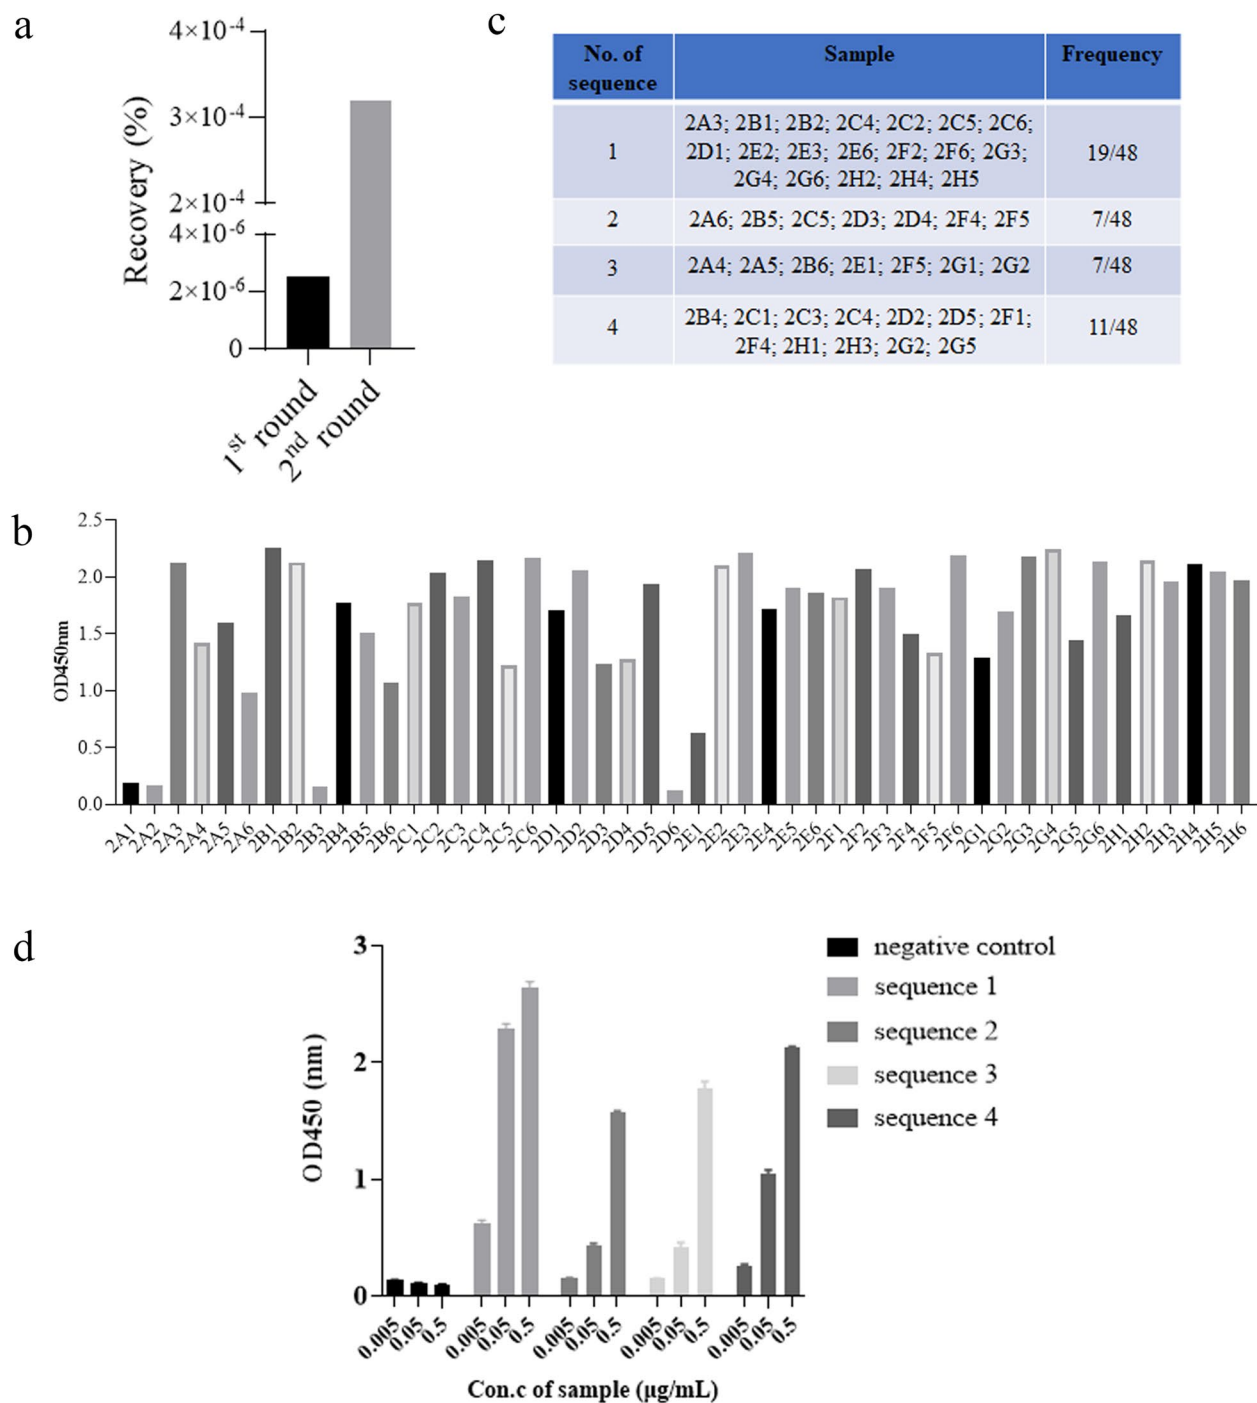 a
4×10⁻⁴
3×10⁻⁴
2×10⁻⁴
4×10⁻⁶
2×10⁻⁶
0
Recovery (%)
1st round
2nd round
c
No. of sequence Sample Frequency
1 2A3; 2B1; 2B2; 2C4; 2C2; 2C5; 2C6; 19/48
2D1; 2E2; 2E3; 2E6; 2F2; 2F6; 2G3;
2G4; 2G6; 2H2; 2H4; 2H5
2 2A6; 2B5; 2C5; 2D3; 2D4; 2F4; 2F5 7/48
3 2A4; 2A5; 2B6; 2E1; 2F5; 2G1; 2G2 7/48
4 2B4; 2C1; 2C3; 2C4; 2D2; 2D5; 2F1; 11/48
2F4; 2H1; 2H3; 2G2; 2G5
b
2.5
2.0
1.5
1.0
0.5
0.0
OD450nm
2A1 2A2 2A3 2A4 2A5 2A6 2B1 2B2 2B3 2B4 2B5 2B6 2C1 2C2 2C3 2C4 2C5 2C6 2D1 2D2 2D3 2D4 2D5 2D6 2E1 2E2 2E3 2E4 2E5 2E6 2F1 2F2 2F3 2F4 2F5 2F6 2G1 2G2 2G3 2G4 2G5 2G6 2H1 2H2 2H3 2H4 2H5 2H6
d
3
2
1
0
OD450 (nm)
0.005 0.05 0.5 0.005 0.05 0.5 0.005 0.05 0.5 0.005 0.05 0.5 0.005 0.05 0.5
Con.c of sample (μg/mL)
negative control
sequence 1
sequence 2
sequence 3
sequence 4